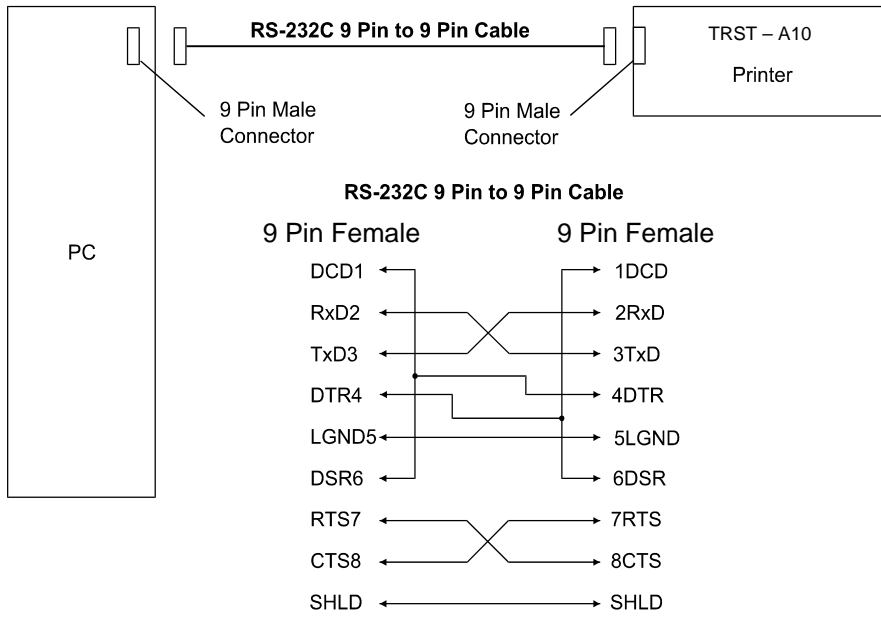 RS-232C 9 Pin to 9 Pin Cable
TRST – A10
Printer
9 Pin Male
Connector
9 Pin Male
Connector
PC
RS-232C 9 Pin to 9 Pin Cable
9 Pin Female
9 Pin Female
DCD1
1DCD
RxD2
2RxD
TxD3
3TxD
DTR4
4DTR
LGND5
5LGND
DSR6
6DSR
RTS7
7RTS
CTS8
8CTS
SHLD
SHLD